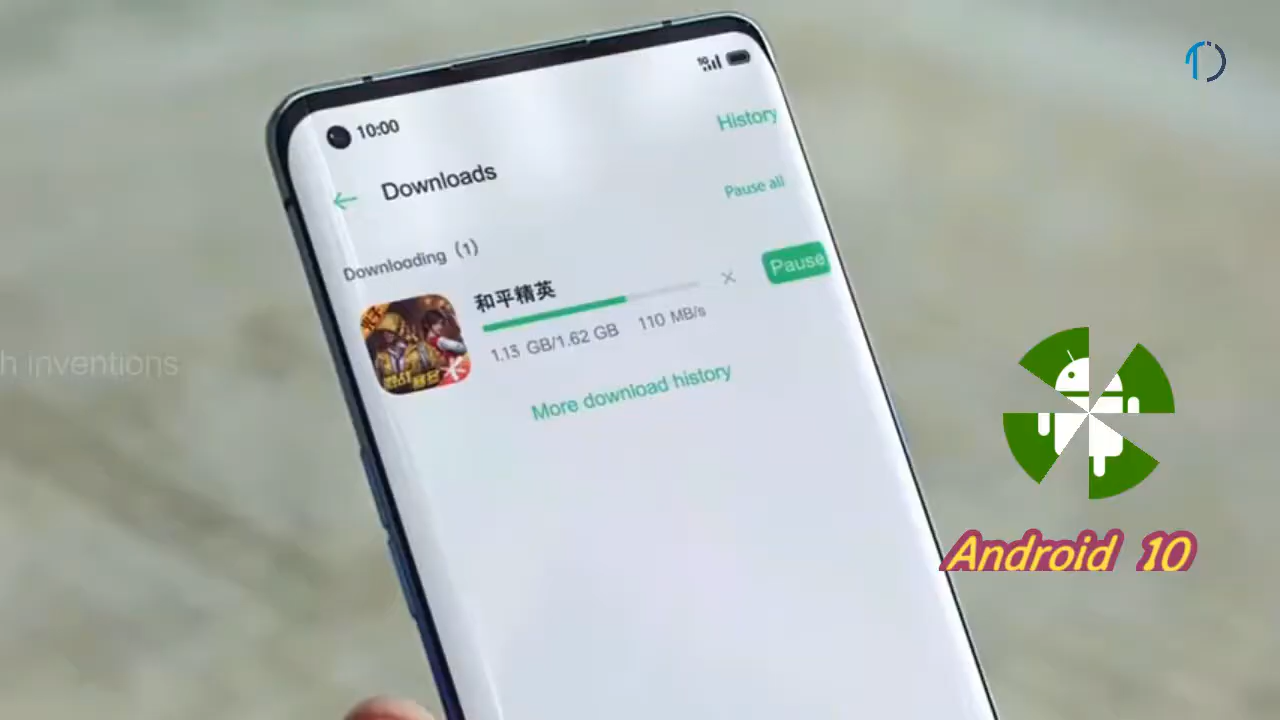 10:00
5G
History
Downloads
Pause all
Downloading (1)
和平精英
Pause
1.13 GB/1.62 GB 110 MB/s
More download history
h inventions
Android 10